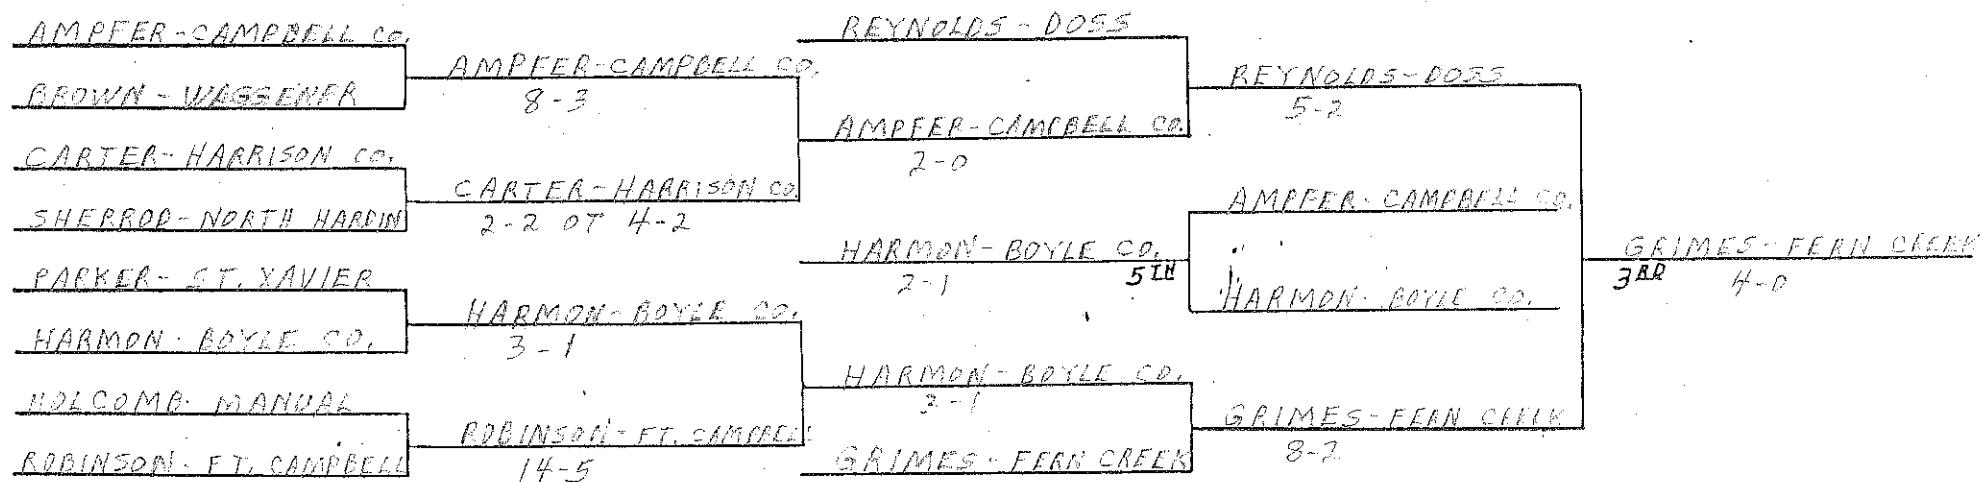 AMPFER-CAMPBELL CO.
BROWN - WAGGENER
CARTER-HARRISON CO.
SHERROD-NORTH HARDIN
PARKER- ST. XAVIER
HARMON- BOYLE CO.
HOLCOMB- MANUAL
ROBINSON- FT. CAMPBELL
AMPFER-CAMPBELL CO.
8-3
CARTER-HARRISON CO.
2-2 OT 4-2
HARMON-BOYLE CO.
3-1
ROBINSON-FT. CAMPBELL
14-5
REYNOLDS - DOSS
AMPFER-CAMPBELL CO.
2-0
HARMON-BOYLE CO.
5TH
2-1
HARMON-BOYLE CO.
GRIMES - FERN CREEK
REYNOLDS-DOSS
5-2
AMPFER-CAMPBELL CO.
HARMON- BOYLE CO.
GRIMES-FERN CREEK
8-2
GRIMES-FERN CREEK
3RD
4-0